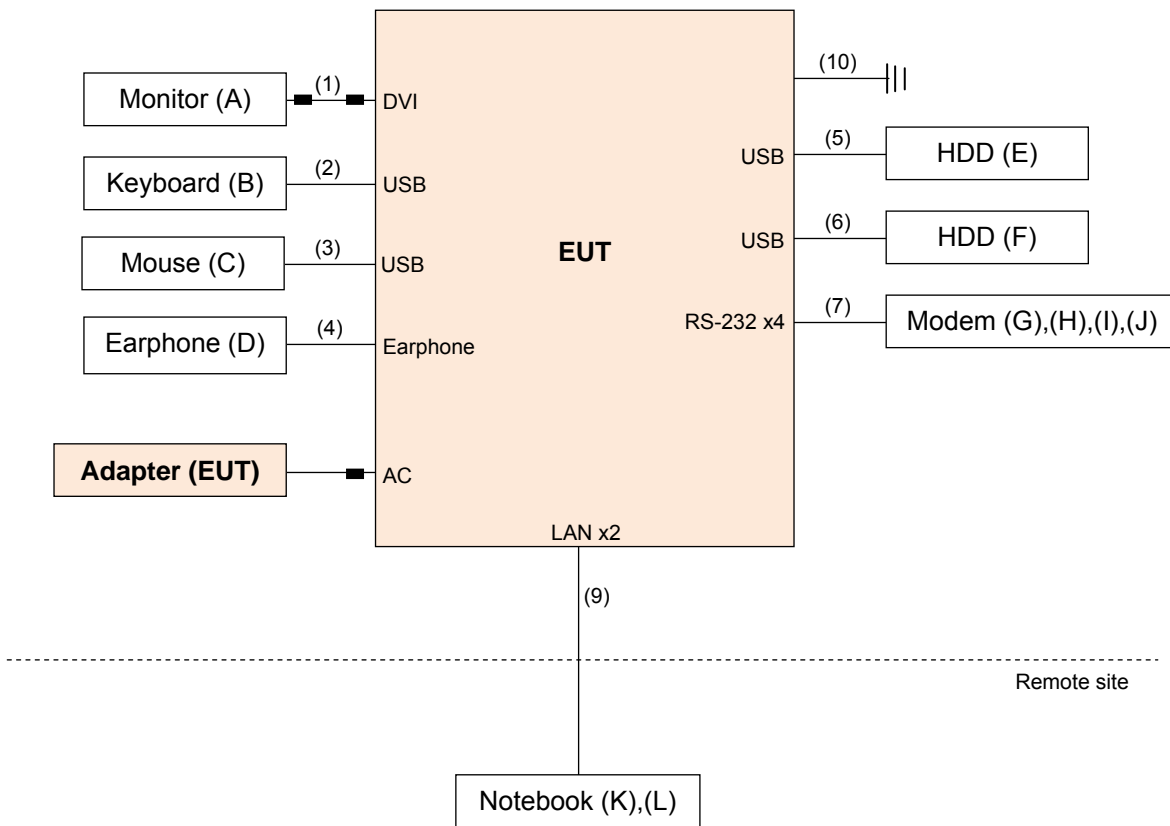 (10)
(1)
Monitor (A)
DVI
(5)
USB
HDD (E)
(2)
Keyboard (B)
USB
(6)
USB
HDD (F)
EUT
(3)
Mouse (C)
USB
(7)
RS-232 x4
Modem (G),(H),(I),(J)
(4)
Earphone (D)
Earphone
Adapter (EUT)
AC
LAN x2
(9)
Remote site
Notebook (K),(L)